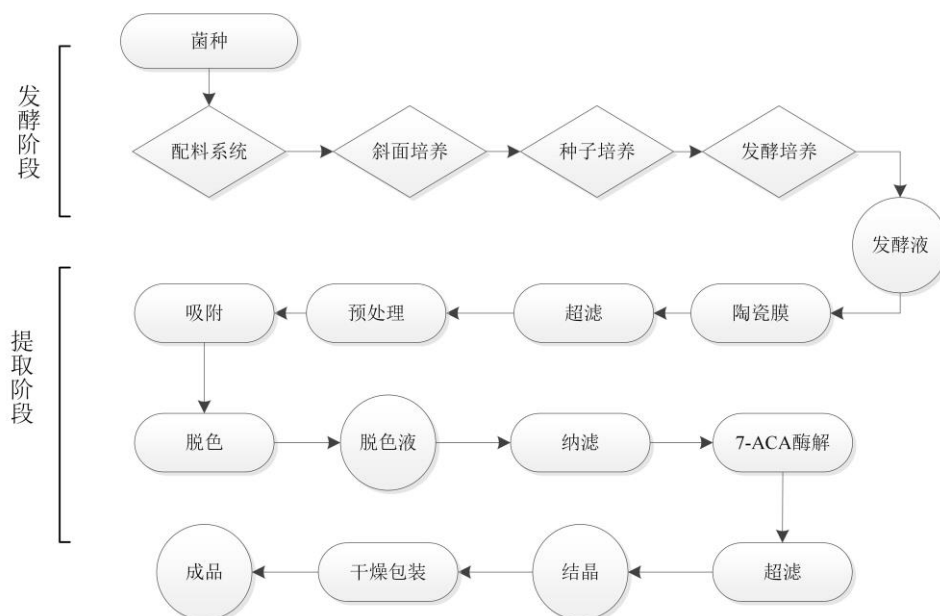 发酵阶段
菌种
配料系统
斜面培养
种子培养
发酵培养
发酵液
提取阶段
陶瓷膜
超滤
预处理
吸附
脱色
脱色液
纳滤
7-ACA酶解
超滤
结晶
干燥包装
成品